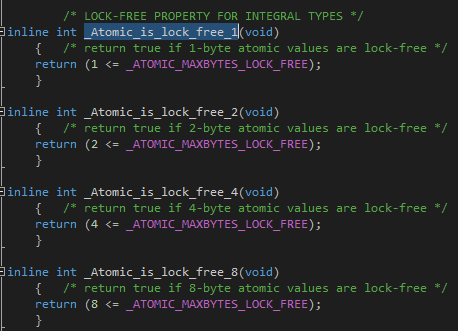 /* LOCK-FREE PROPERTY FOR INTEGRAL TYPES */
inline int _Atomic_is_lock_free_1(void)
{ /* return true if 1-byte atomic values are lock-free */
return (1 <= _ATOMIC_MAXBYTES_LOCK_FREE);
}
inline int _Atomic_is_lock_free_2(void)
{ /* return true if 2-byte atomic values are lock-free */
return (2 <= _ATOMIC_MAXBYTES_LOCK_FREE);
}
inline int _Atomic_is_lock_free_4(void)
{ /* return true if 4-byte atomic values are lock-free */
return (4 <= _ATOMIC_MAXBYTES_LOCK_FREE);
}
inline int _Atomic_is_lock_free_8(void)
{ /* return true if 8-byte atomic values are lock-free */
return (8 <= _ATOMIC_MAXBYTES_LOCK_FREE);
}